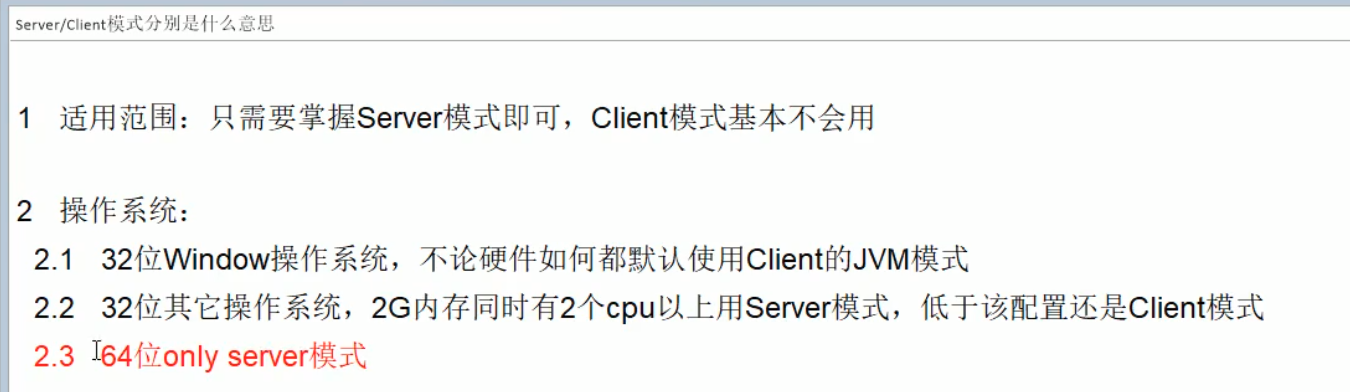 Server/Client模式分别是什么意思
1 适用范围：只需要掌握Server模式即可，Client模式基本不会用
2 操作系统：
2.1 32位Window操作系统，不论硬件如何都默认使用Client的JVM模式
2.2 32位其它操作系统，2G内存同时有2个cpu以上用Server模式，低于该配置还是Client模式
2.3 64位only server模式